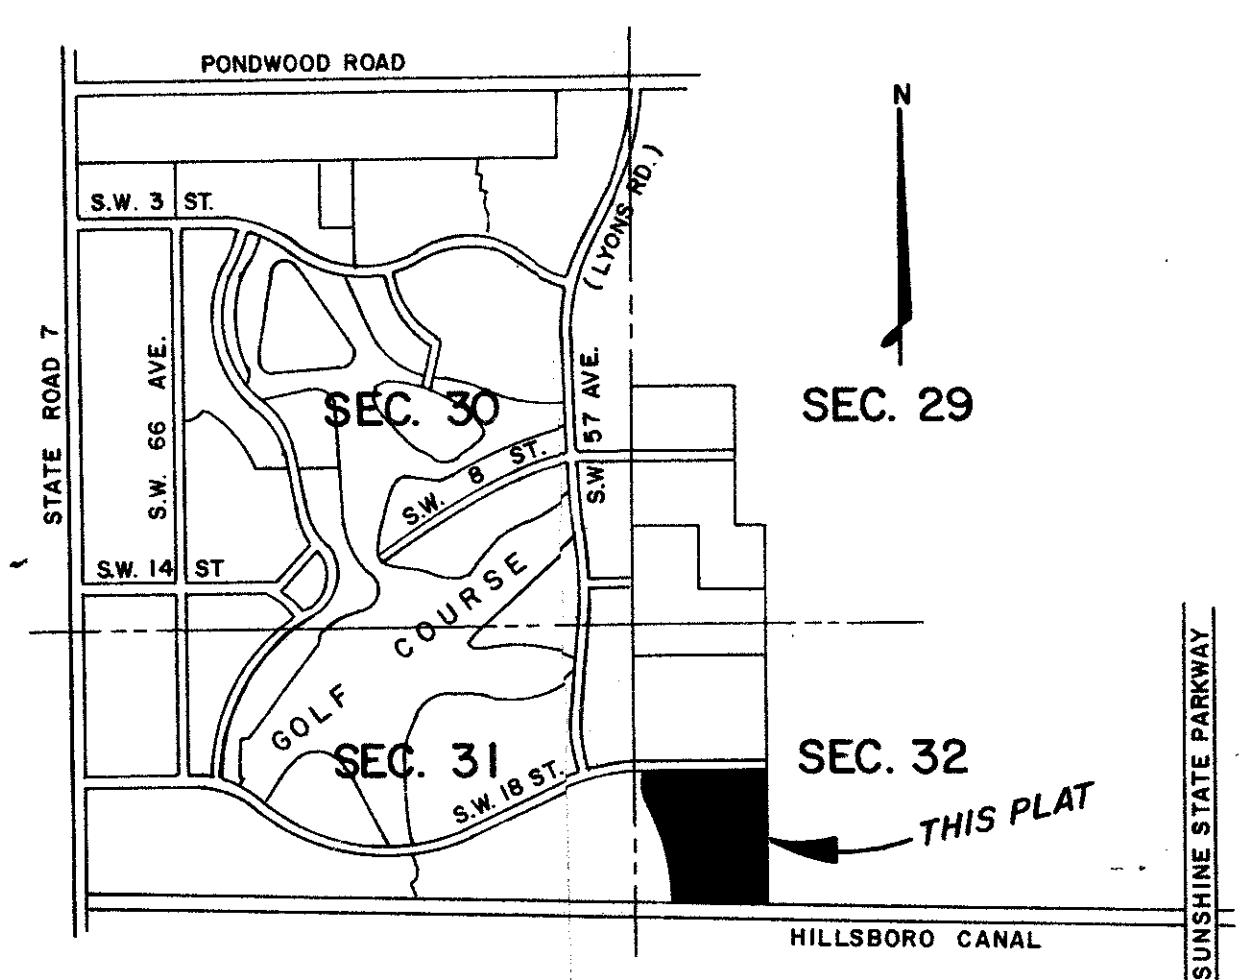 PONDWOOD ROAD
N
(LYONS RD.)
S.W. 3 ST.
STATE ROAD 7
S.W. 66 AVE.
S.W. 57 AVE.
SEC. 30
SEC. 29
S.W. 8 ST.
S.W. 14 ST
GOLF COURSE
SEC. 31
SEC. 32
S.W. 18 ST.
THIS PLAT
SUNSHINE STATE PARKWAY
HILLSBORO CANAL